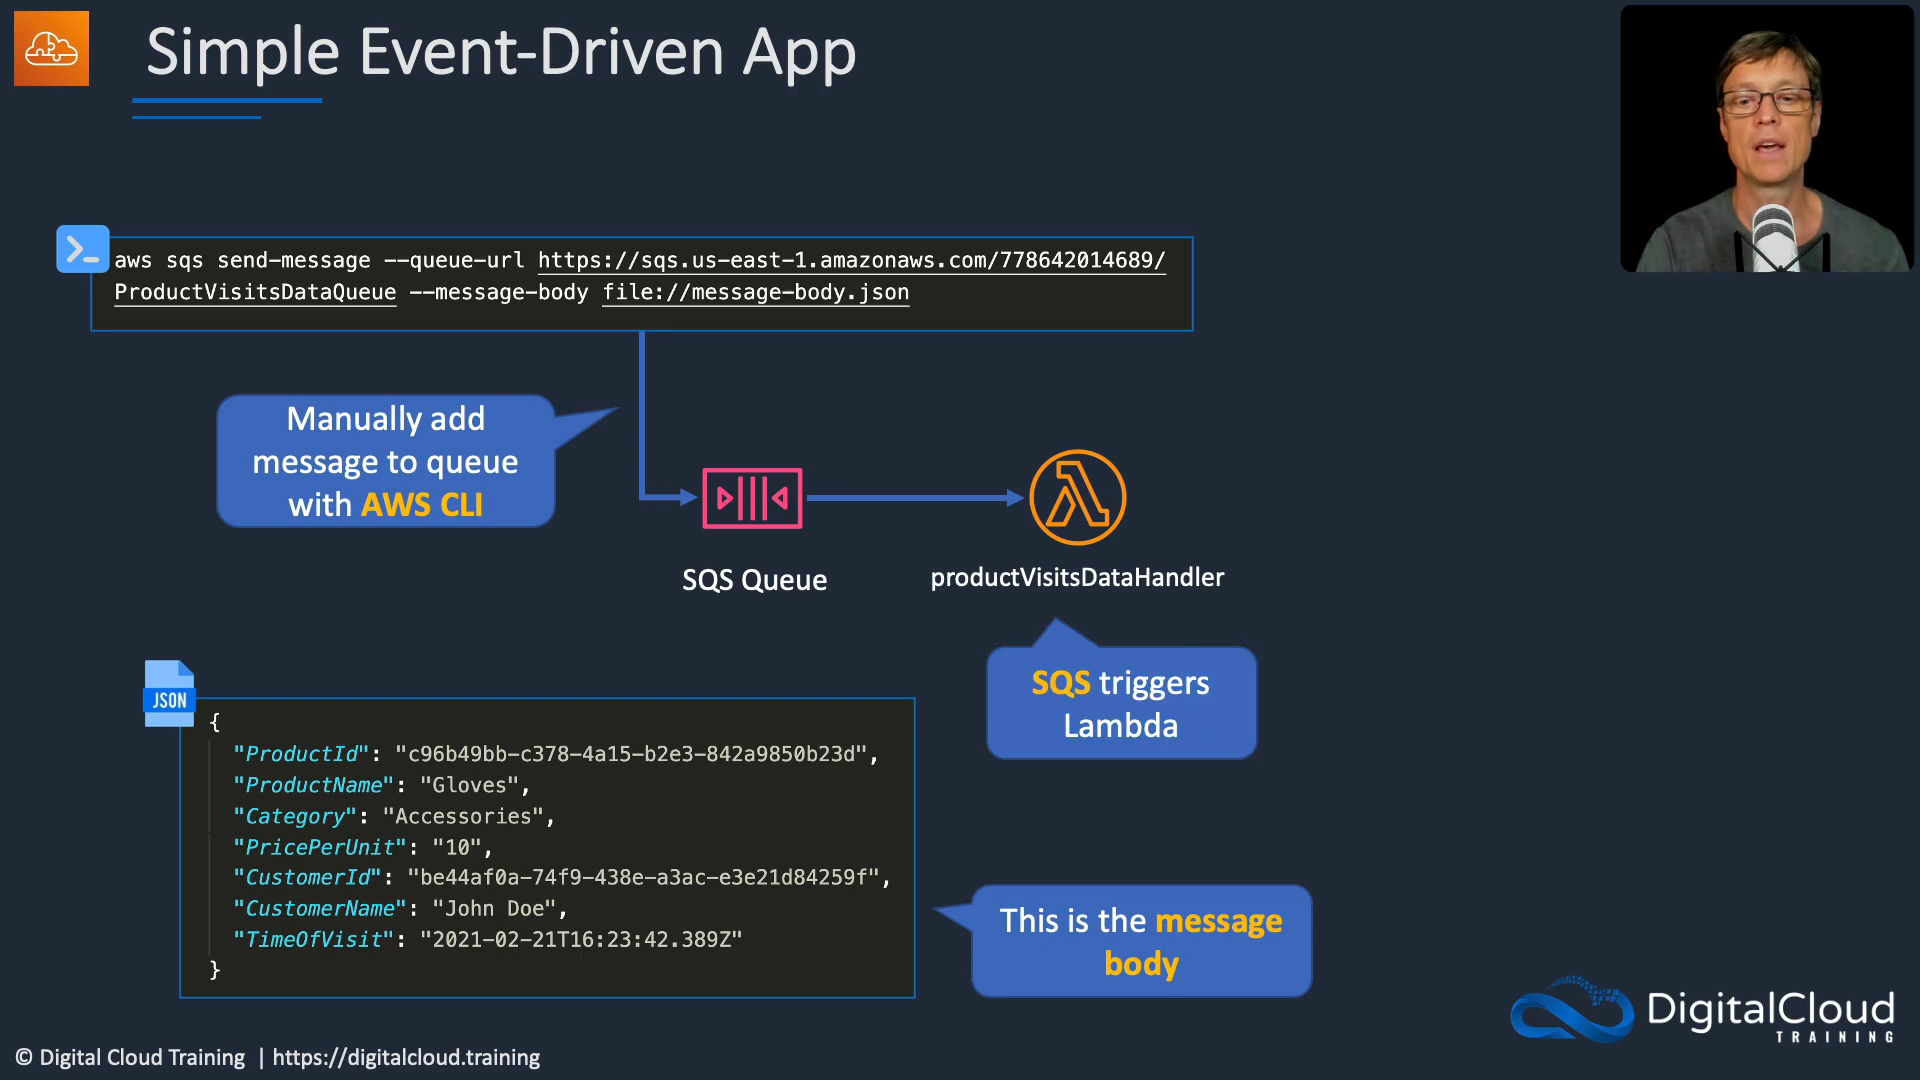 Simple Event-Driven App
aws sqs send-message --queue-url https://sqs.us-east-1.amazonaws.com/778642014689/
ProductVisitsDataQueue --message-body file://message-body.json
Manually add
message to queue
with AWS CLI
SQS Queue
productVisitsDataHandler
SQS triggers
Lambda
JSON
{
"ProductId": "c96b49bb-c378-4a15-b2e3-842a9850b23d",
"ProductName": "Gloves",
"Category": "Accessories",
"PricePerUnit": "10",
"CustomerId": "be44af0a-74f9-438e-a3ac-e3e21d84259f",
"CustomerName": "John Doe",
"TimeOfVisit": "2021-02-21T16:23:42.389Z"
}
This is the message
body
DigitalCloud
TRAINING
© Digital Cloud Training | https://digitalcloud.training